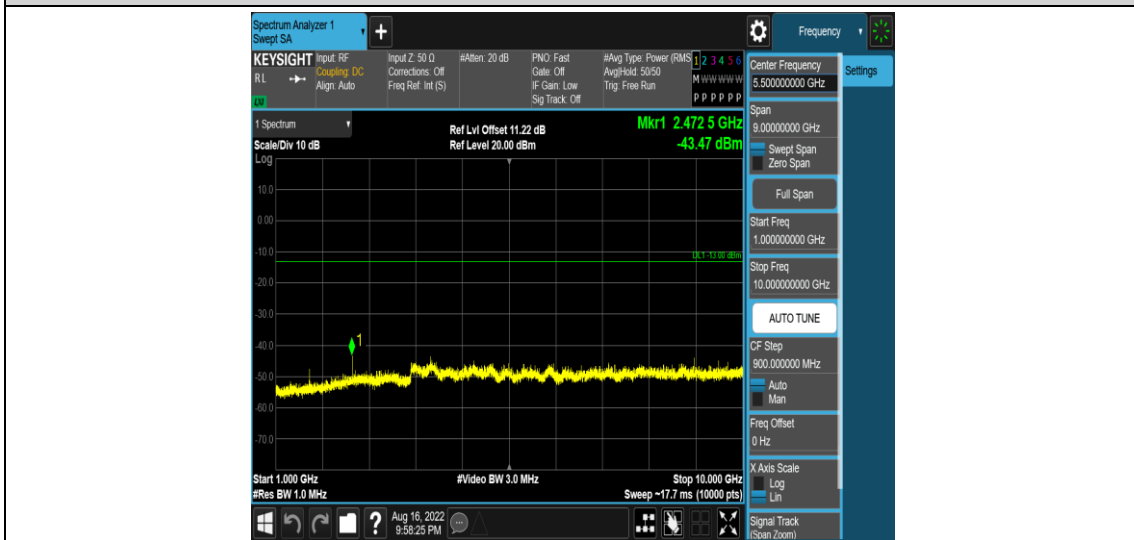 Spectrum Analyzer 1
Swept SA
+
Frequency
KEYSIGHT
RL
LXI
Input: RF
Coupling: DC
Align: Auto
Input Z: 50 Ω
Corrections: Off
Freq Ref: Int (S)
#Atten: 20 dB
PNO: Fast
Gate: Off
IF Gain: Low
Sig Track: Off
#Avg Type: Power (RMS
Avg|Hold: 50/50
Trig: Free Run
1 2 3 4 5 6
M W W W W W
P P P P P P
1 Spectrum
Scale/Div 10 dB
Log
Ref Lvl Offset 11.22 dB
Ref Level 20.00 dBm
Mkr1 2.472 5 GHz
-43.47 dBm
10.0
0.00
-10.0
DL1 -13.00 dBm
-20.0
-30.0
-40.0
1
-50.0
-60.0
-70.0
Start 1.000 GHz
#Res BW 1.0 MHz
#Video BW 3.0 MHz
Stop 10.000 GHz
Sweep ~17.7 ms (10000 pts)
?
Aug 16, 2022
9:58:25 PM
Center Frequency
5.500000000 GHz
Settings
Span
9.00000000 GHz
Swept Span
Zero Span
Full Span
Start Freq
1.000000000 GHz
Stop Freq
10.000000000 GHz
AUTO TUNE
CF Step
900.000000 MHz
Auto
Man
Freq Offset
0 Hz
X Axis Scale
Log
Lin
Signal Track
(Span Zoom)